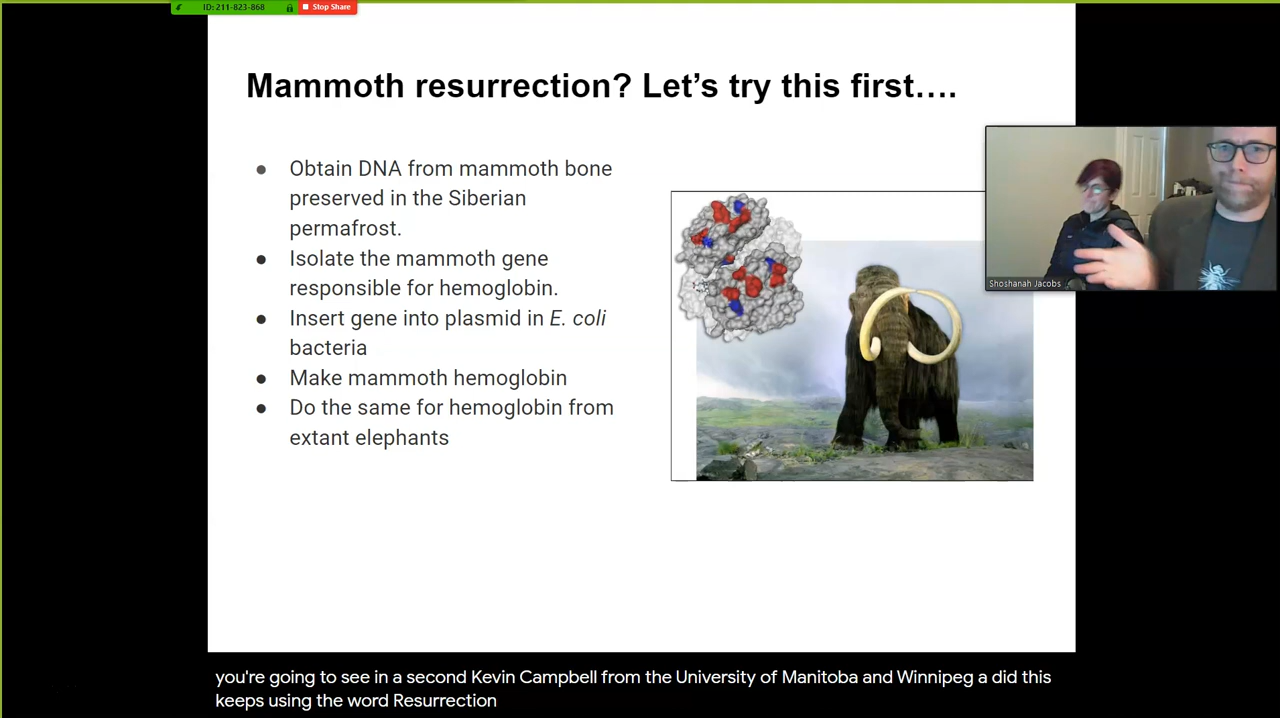 ID: 211-823-868
Stop Share
Mammoth resurrection? Let's try this first….
● Obtain DNA from mammoth bone
preserved in the Siberian
permafrost.
● Isolate the mammoth gene
responsible for hemoglobin.
● Insert gene into plasmid in E. coli
bacteria
● Make mammoth hemoglobin
● Do the same for hemoglobin from
extant elephants
Shoshanah Jacobs
you're going to see in a second Kevin Campbell from the University of Manitoba and Winnipeg a did this
keeps using the word Resurrection